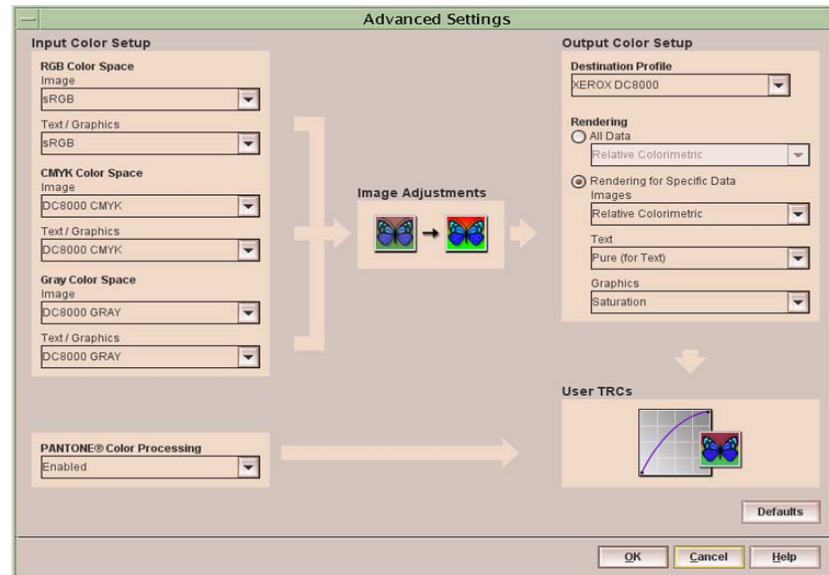 Advanced Settings
Input Color Setup
RGB Color Space
Image
sRGB
Text / Graphics
sRGB
CMYK Color Space
Image
DC8000 CMYK
Text / Graphics
DC8000 CMYK
Gray Color Space
Image
DC8000 GRAY
Text / Graphics
DC8000 GRAY
PANTONE® Color Processing
Enabled
Image Adjustments
Output Color Setup
Destination Profile
XEROX DC8000
Rendering
All Data
Relative Colorimetric
Rendering for Specific Data
Images
Relative Colorimetric
Text
Pure (for Text)
Graphics
Saturation
User TRCs
Defaults
OK
Cancel
Help